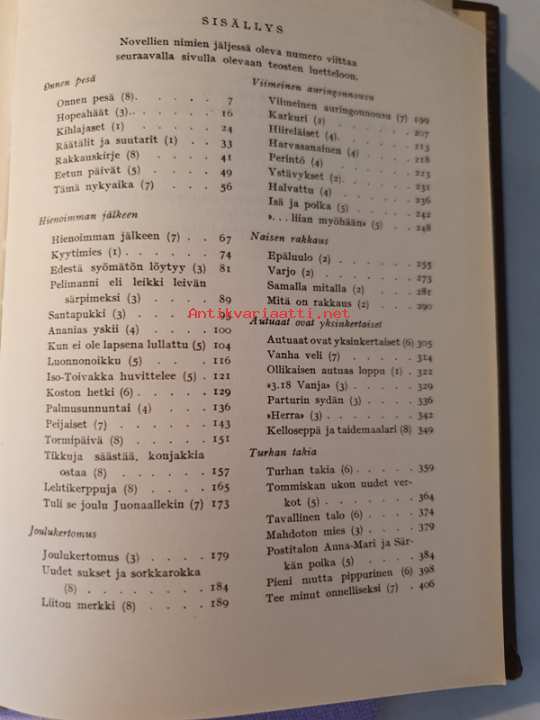 SISÄLLYS
Novellien nimien jäljessä oleva numero viittaa
seuraavalla sivulla olevaan teosten luetteloon.
Onnen pesä
Onnen pesä (8). . . . . 7
Hopeahäät (3). . . . . 16
Kihlajaset (1) . . . . 24
Räätälit ja suutarit (1) . . 33
Rakkauskirje (8) . . . . 41
Eetun päivät (5) . . . . 49
Tämä nykyaika (7) . . . 56
Hienoimman jälkeen
Hienoimman jälkeen (7) . . 67
Kyytimies (1) . . . . . 74
Edestä syömätön löytyy (3) 81
Pelimanni eli leikki leivän
särpimeksi (3) . . . . 89
Santapukki (3) . . . . 95
Ananias yskii (4) . . . . 100
Kun ei ole lapsena lullattu (5) 104
Luonnonoikku (5) . . . . 116
Iso-Toivakka huvittelee (5) . 121
Koston hetki (6) . . . . 129
Palmusunnuntai (4) . . . 136
Peijaiset (7) . . . . . 143
Tormipäivä (8) . . . . 151
Tikkuja säästää, konjakkia
ostaa (8) . . . . . 157
Lehtikerppuja (8) . . . . 165
Tuli se joulu Juonaallekin (7) 173
Joulukertomus
Joulukertomus (3) . . . . 179
Uudet sukset ja sorkkarokka
(8) . . . . . . . 184
Liiton merkki (8) . . . . 189
Viimeinen auringonnousu
Viimeinen auringonnousu (7) 199
Karkuri (2) . . . . . 207
Hiireläiset (4). . . . . 213
Harvasanainen (4) . . . 218
Perintö (4) . . . . . 223
Ystävykset (2). . . . . 231
Halvattu (4) . . . . . 236
Isä ja poika (5) . . . . 242
»... liian myöhään» (5) . . 248
Naisen rakkaus
Epäluulo (2) . . . . . 255
Varjo (2) . . . . . . 273
Samalla mitalla (2) . . . 281
Mitä on rakkaus (2) . . . 290
Autuaat ovat yksinkertaiset
Autuaat ovat yksinkertaiset (6) 305
Vanha veli (7) . . . . . 314
Ollikaisen autuas loppu (1) . 322
»3.18 Vanja» (3) . . . . 329
Parturin sydän (3) . . . 336
»Herra» (3) . . . . . 342
Kelloseppä ja taidemaalari (8) 349
Turhan takia
Turhan takia (6) . . . . 359
Tommiskan ukon uudet ver-
kot (5) . . . . . . 364
Tavallinen talo (6) . . . 374
Mahdoton mies (3) . . . 379
Postitalon Anna-Mari ja Sär-
kän poika (5) . . . . 384
Pieni mutta pippurinen (6) 398
Tee minut onnelliseksi (7) . 406
Antikvariaatti.net